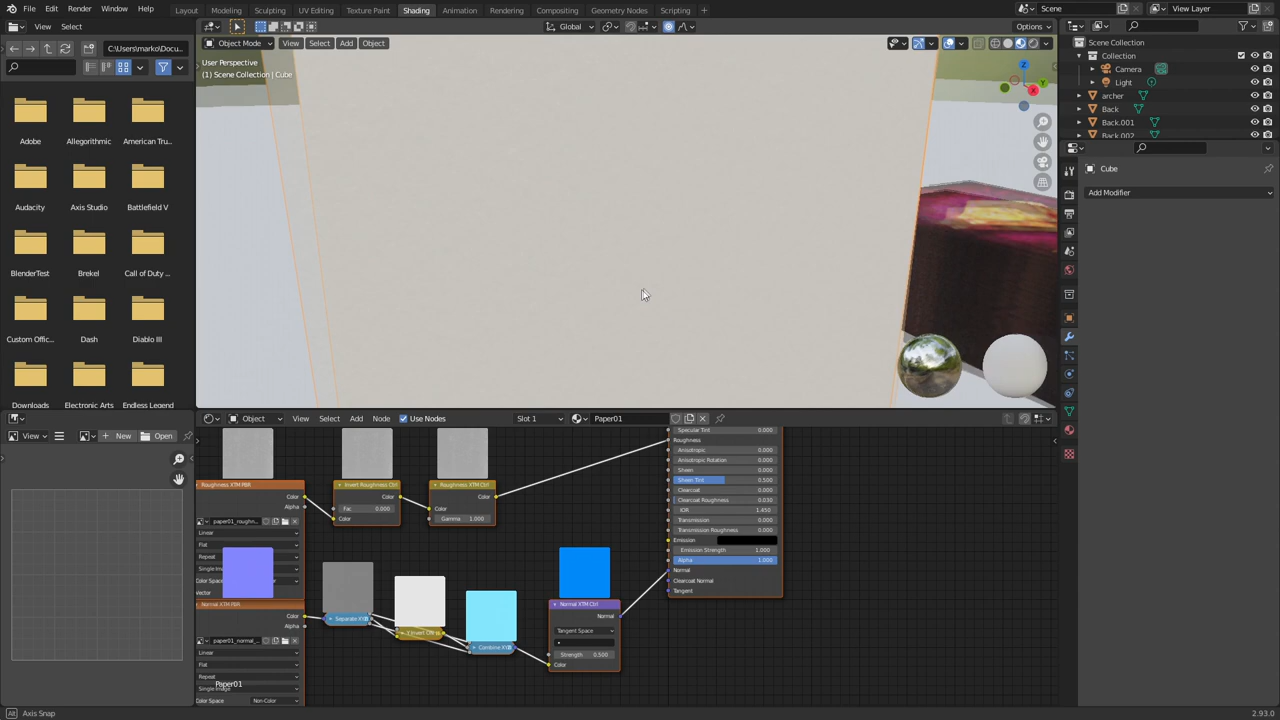 File Edit Render Window Help Layout Modeling Sculpting UV Editing Texture Paint Shading Animation Rendering Compositing Geometry Nodes Scripting + Scene View Layer
View Select Global Options
C:\Users\marko\Docu... Object Mode View Select Add Object
User Perspective
(1) Scene Collection | Cube
Scene Collection
Collection
Camera
Light
archer
Back
Back.001
Back.002
Cube
Add Modifier
Z
Y
X
Adobe Allegorithmic American Tru...
Audacity Axis Studio Battlefield V
BlenderTest Brekel Call of Duty ...
Custom Offic... Dash Diablo III
Downloads Electronic Arts Endless Legend
Object View Select Add Node Use Nodes Slot 1 Paper01
View + New Open
Specular Tint 0.000
Roughness
Anisotropic 0.000
Anisotropic Rotation 0.000
Sheen 0.000
Sheen Tint 0.500
Clearcoat 0.000
Clearcoat Roughness 0.030
IOR 1.450
Transmission 0.000
Transmission Roughness 0.000
Emission
Emission Strength 1.000
Alpha 1.000
Normal
Clearcoat Normal
Tangent
Roughness XTM PBR
Color
Alpha
paper01_roughn...
Linear
Flat
Repeat
Single Im
Color Space
Vector
Invert Roughness Ctrl
Color
Fac 0.000
Color
Roughness XTM Ctrl
Color
Color
Gamma 1.000
Normal XTM PBR
Color
Alpha
paper01_normal_...
Linear
Flat
Repeat
Single Image
Color Space Non-Color
Separate XYZ
Combine XYZ
Normal XTM Ctrl
Normal
Tangent Space
Strength 0.500
Color
Paper01
Axis Snap 2.93.0